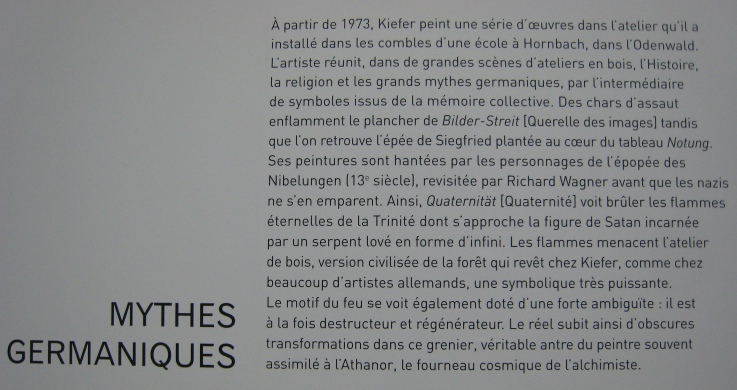 À partir de 1973, Kiefer peint une série d'œuvres dans l'atelier qu'il a
installé dans les combles d'une école à Hornbach, dans l'Odenwald.
L'artiste réunit, dans de grandes scènes d'ateliers en bois, l'Histoire,
la religion et les grands mythes germaniques, par l'intermédiaire
de symboles issus de la mémoire collective. Des chars d'assaut
enflamment le plancher de Bilder-Streit [Querelle des images] tandis
que l'on retrouve l'épée de Siegfried plantée au cœur du tableau Notung.
Ses peintures sont hantées par les personnages de l'épopée des
Nibelungen (13e siècle), revisitée par Richard Wagner avant que les nazis
ne s'en emparent. Ainsi, Quaternität [Quaternité] voit brûler les flammes
éternelles de la Trinité dont s'approche la figure de Satan incarnée
par un serpent lové en forme d'infini. Les flammes menacent l'atelier
de bois, version civilisée de la forêt qui revêt chez Kiefer, comme chez
beaucoup d'artistes allemands, une symbolique très puissante.
Le motif du feu se voit également doté d'une forte ambiguïte : il est
à la fois destructeur et régénérateur. Le réel subit ainsi d'obscures
transformations dans ce grenier, véritable antre du peintre souvent
assimilé à l'Athanor, le fourneau cosmique de l'alchimiste.
MYTHES
GERMANIQUES